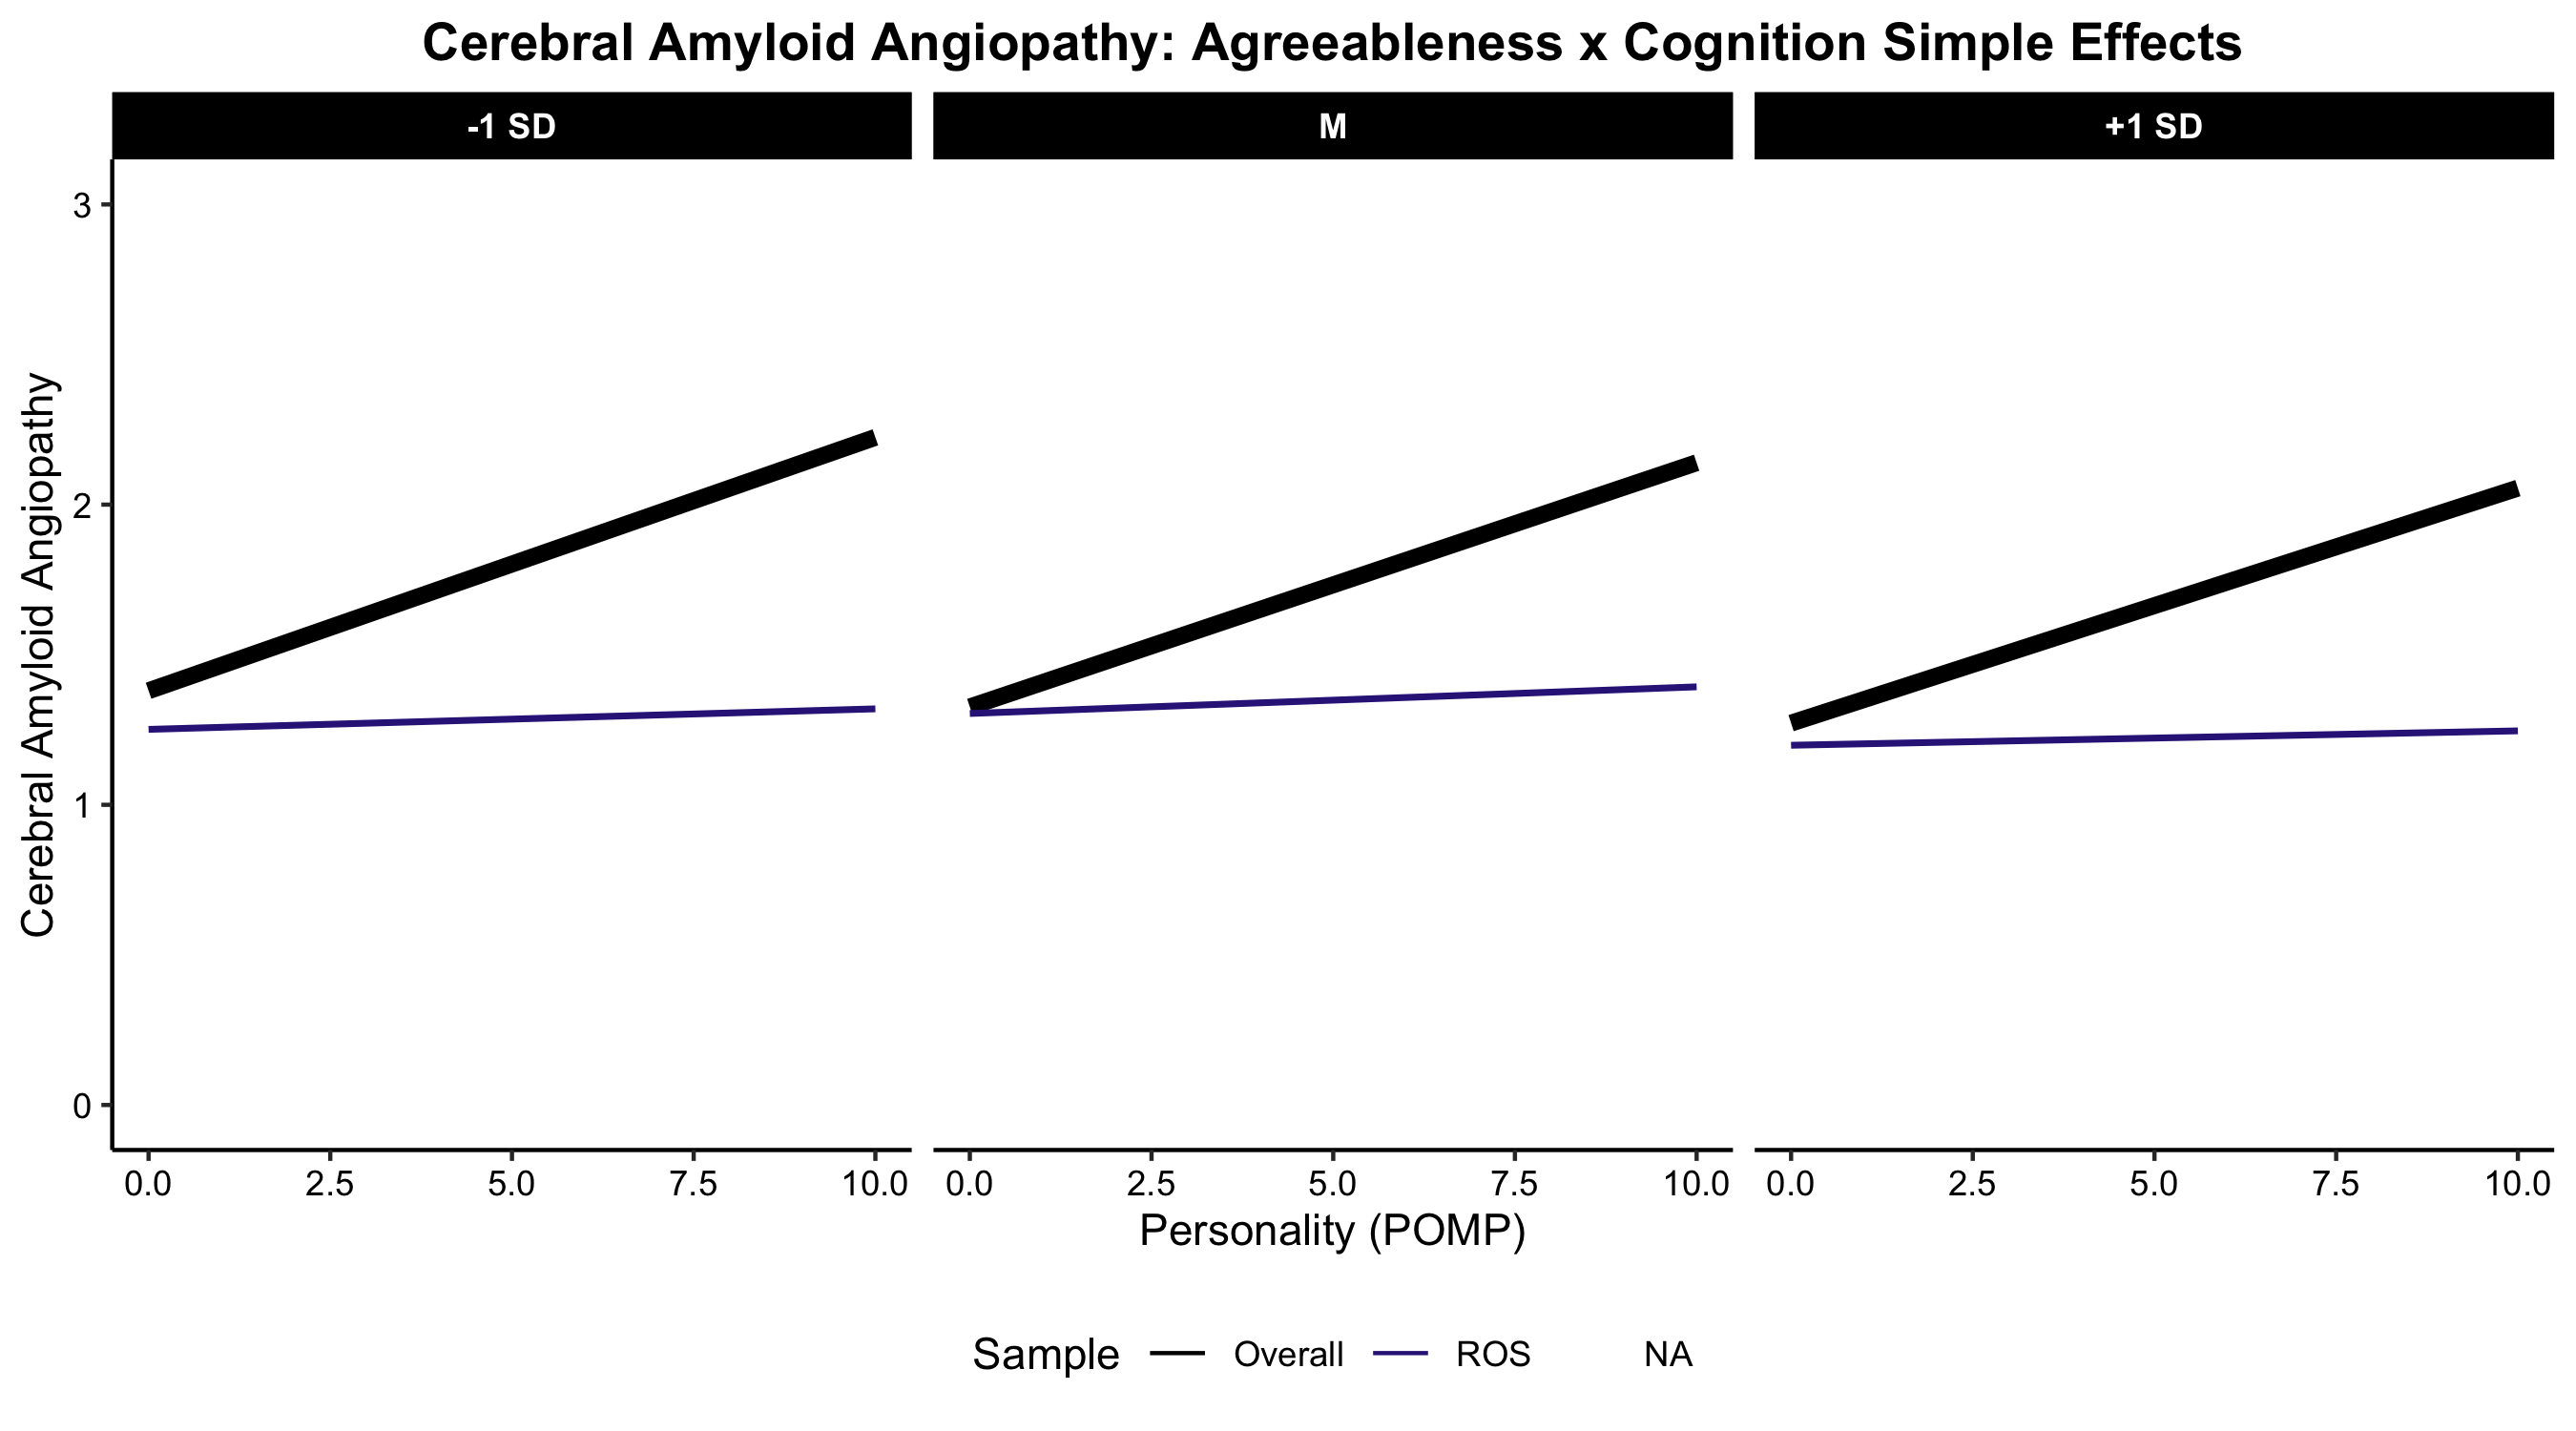 Cerebral Amyloid Angiopathy: Agreeableness x Cognition Simple Effects
-1 SD M +1 SD
Cerebral Amyloid Angiopathy
3
2
1
0
0.0 2.5 5.0 7.5 10.0 0.0 2.5 5.0 7.5 10.0 0.0 2.5 5.0 7.5 10.0
Personality (POMP)
Sample Overall ROS NA